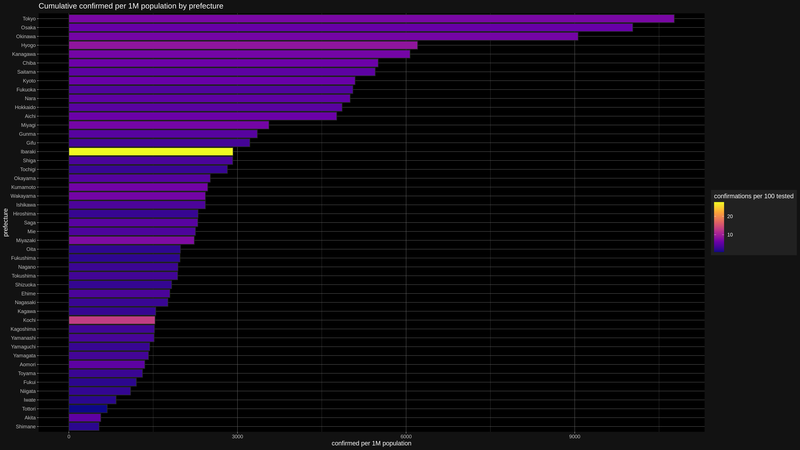 Cumulative confirmed per 1M population by prefecture
Tokyo
Osaka
Okinawa
Hyogo
Kanagawa
Chiba
Saitama
Kyoto
Fukuoka
Nara
Hokkaido
Aichi
Miyagi
Gunma
Gifu
Ibaraki
Shiga
Tochigi
Okayama
Kumamoto
Wakayama
Ishikawa
Hiroshima
Saga
Mie
Miyazaki
Oita
Fukushima
Nagano
Tokushima
Shizuoka
Ehime
Nagasaki
Kagawa
Kochi
Kagoshima
Yamanashi
Yamaguchi
Yamagata
Aomori
Toyama
Fukui
Niigata
Iwate
Tottori
Akita
Shimane
prefecture
0
3000
6000
9000
confirmed per 1M population
confirmations per 100 tested
20
10